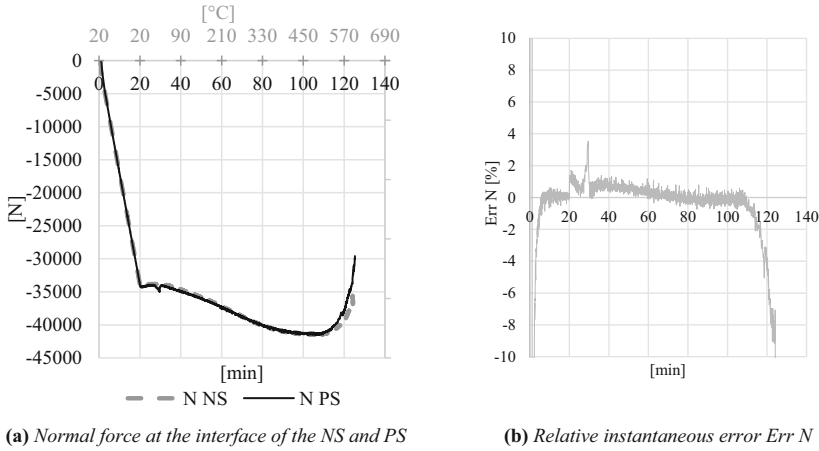 [°C]
20 20 90 210 330 450 570 690
0
0 20 40 60 80 100 120 140
-5000
-10000
-15000
-20000
-25000
-30000
-35000
-40000
-45000
[N]
[min]
N NS N PS
(a) Normal force at the interface of the NS and PS
10
8
6
4
2
0
-2
-4
-6
-8
-10
0 20 40 60 80 100 120 140
Err N [%]
[min]
(b) Relative instantaneous error Err N